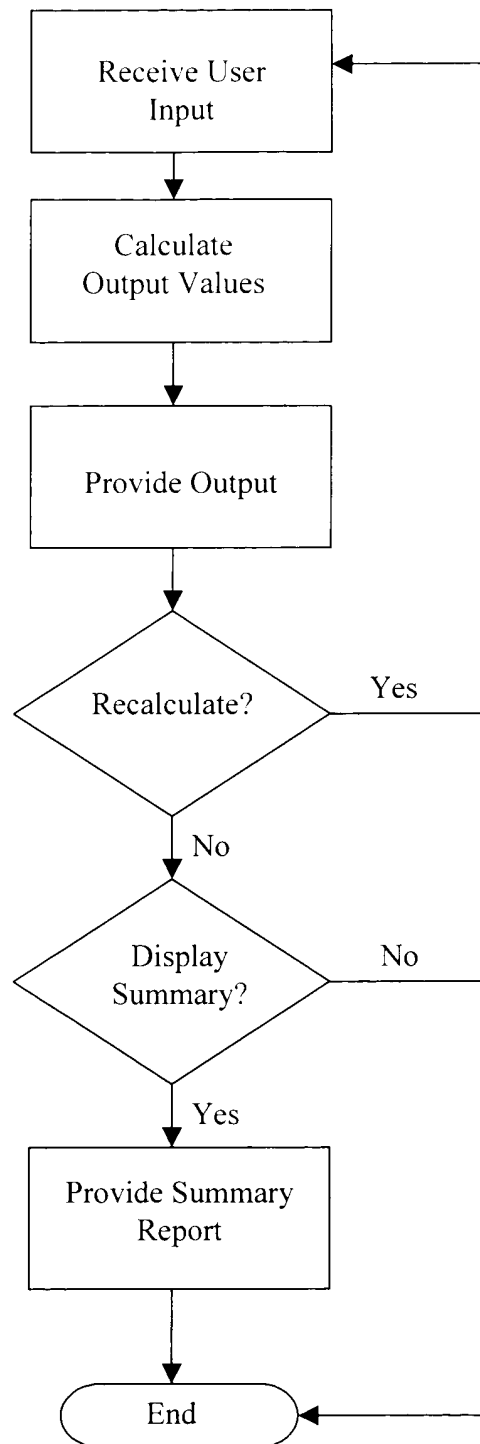 Receive User
Input
Calculate
Output Values
Provide Output
Recalculate?
Yes
No
Display
Summary?
No
Yes
Provide Summary
Report
End